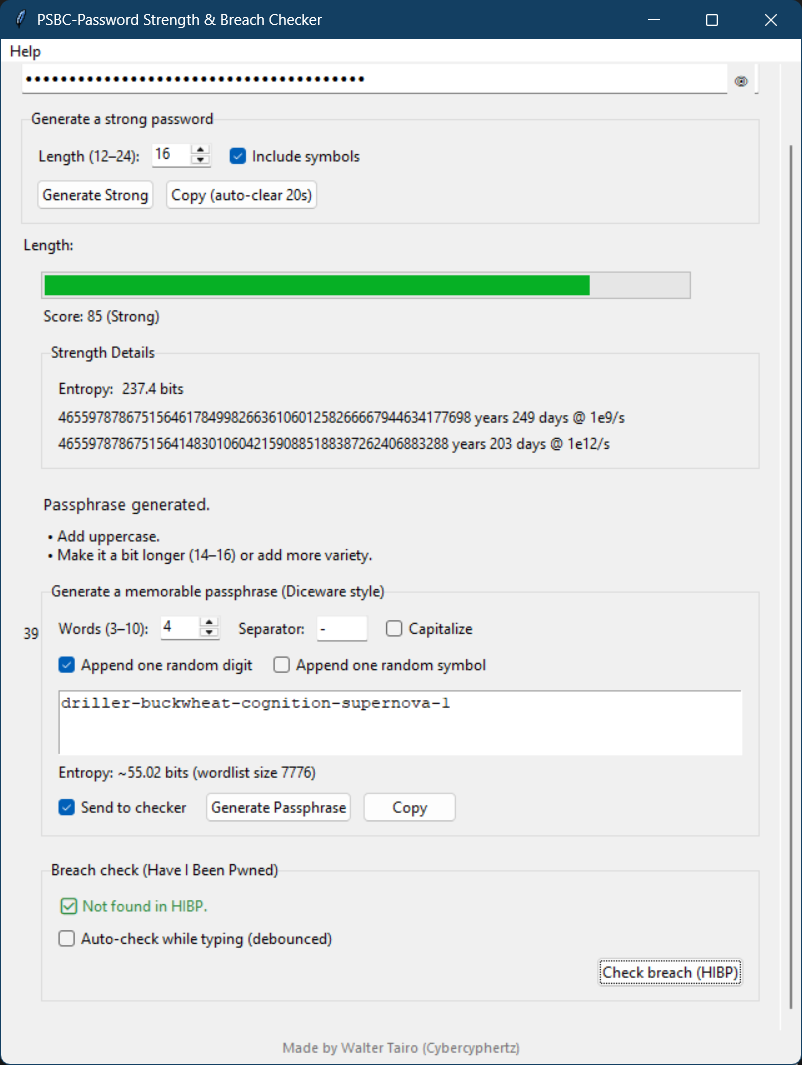 PSBC-Password Strength & Breach Checker
Help
•••••••••••••••••••••••••••••••••••••••
Generate a strong password
Length (12–24): 16 Include symbols
Generate Strong Copy (auto-clear 20s)
Length:
Score: 85 (Strong)
Strength Details
Entropy: 237.4 bits
46559787867515646178499826636106012582666679446341776​98 years 249 days @ 1e9/s
46559787867515641483010604215908851883872624068832​88 years 203 days @ 1e12/s
Passphrase generated.
• Add uppercase.
• Make it a bit longer (14–16) or add more variety.
Generate a memorable passphrase (Diceware style)
39
Words (3–10): 4 Separator: - Capitalize
Append one random digit Append one random symbol
driller-buckwheat-cognition-supernova-1
Entropy: ~55.02 bits (wordlist size 7776)
Send to checker Generate Passphrase Copy
Breach check (Have I Been Pwned)
Not found in HIBP.
Auto-check while typing (debounced)
Check breach (HIBP)
Made by Walter Tairo (Cybercyphertz)